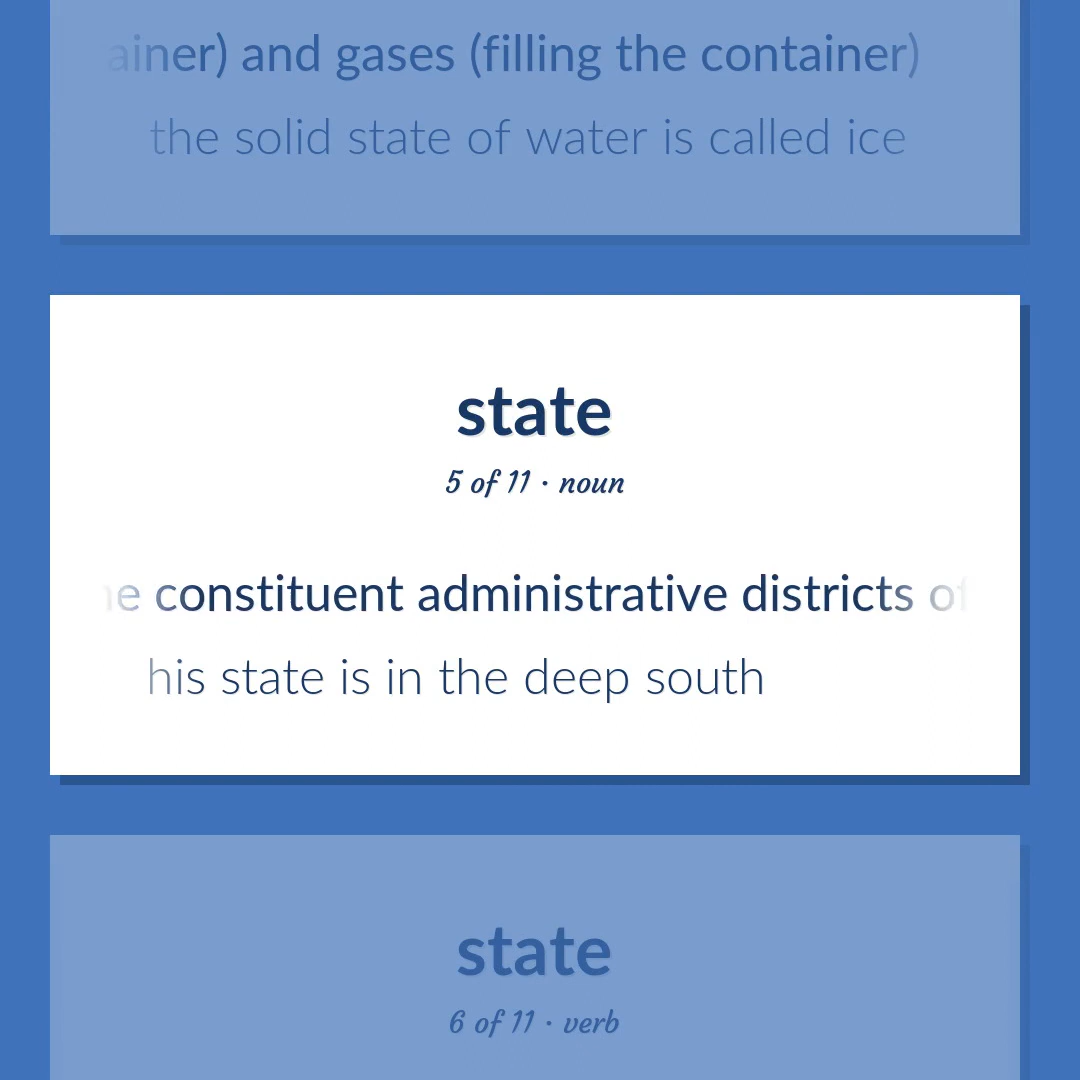 ainer) and gases (filling the container)
the solid state of water is called ice
state
5 of 11 · noun
constituent administrative districts of
his state is in the deep south
state
6 of 11 · verb